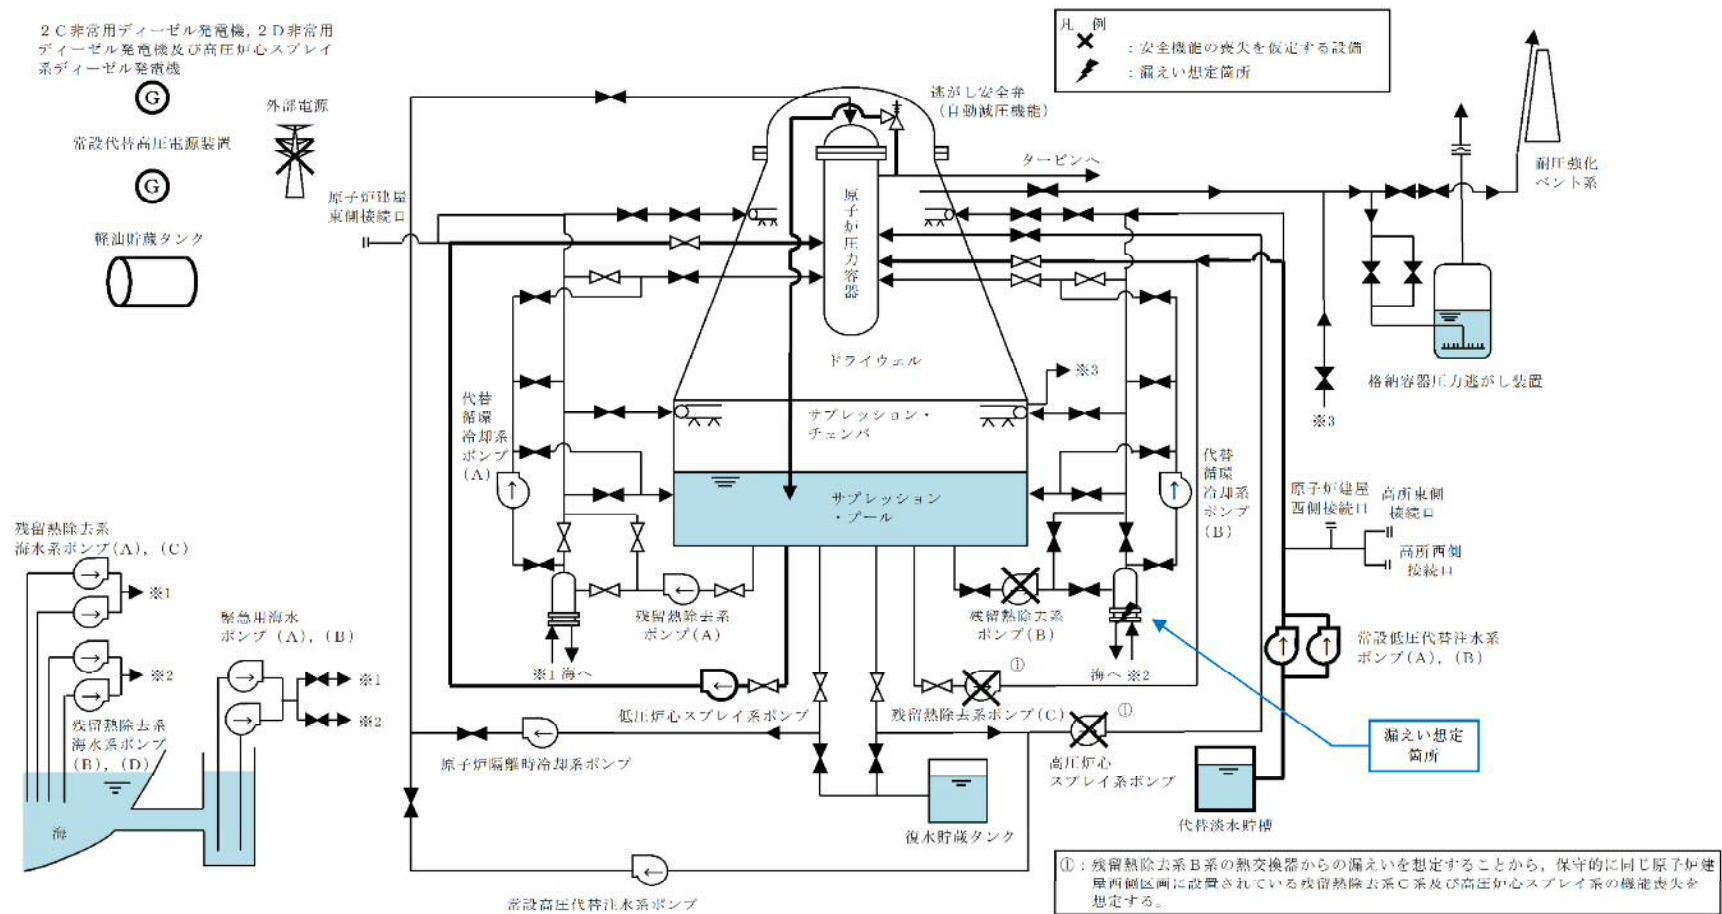 2C非常用ディーゼル発電機，2D非常用
ディーゼル発電機及び高圧炉心スプレイ
系ディーゼル発電機
G
外部電源
常設代替高圧電源装置
G
軽油貯蔵タンク
原子炉建屋
東側接続口
凡 例
：安全機能の喪失を仮定する設備
：漏えい想定箇所
逃がし安全弁
（自動減圧機能）
タービンへ
原子炉圧力容器
耐圧強化
ベント系
ドライウェル
※3
格納容器圧力逃がし装置
※3
代替
循環
冷却系
ポンプ
(A)
サプレッション・
チェンバ
サプレッション
・プール
代替
循環
冷却系
ポンプ
(B)
原子炉建屋
西側接続口
高所東側
接続口
高所西側
接続口
残留熱除去系
海水系ポンプ(A)，(C)
※1
※2
残留熱除去系
海水系ポンプ
(B)，(D)
緊急用海水
ポンプ(A)，(B)
※1
※2
海
残留熱除去系
ポンプ(A)
※1
海へ
残留熱除去系
ポンプ(B)
海へ
※2
常設低圧代替注水系
ポンプ(A)，(B)
低圧炉心スプレイ系ポンプ
①
残留熱除去系ポンプ(C)
①
原子炉隔離時冷却系ポンプ
高圧炉心
スプレイ系ポンプ
漏えい想定
箇所
復水貯蔵タンク
代替淡水貯槽
常設高圧代替注水系ポンプ
①：残留熱除去系B系の熱交換器からの漏えいを想定することから，保守的に同じ原子炉建
屋西側区画に設置されている残留熱除去系C系及び高圧炉心スプレイ系の機能喪失を
想定する。